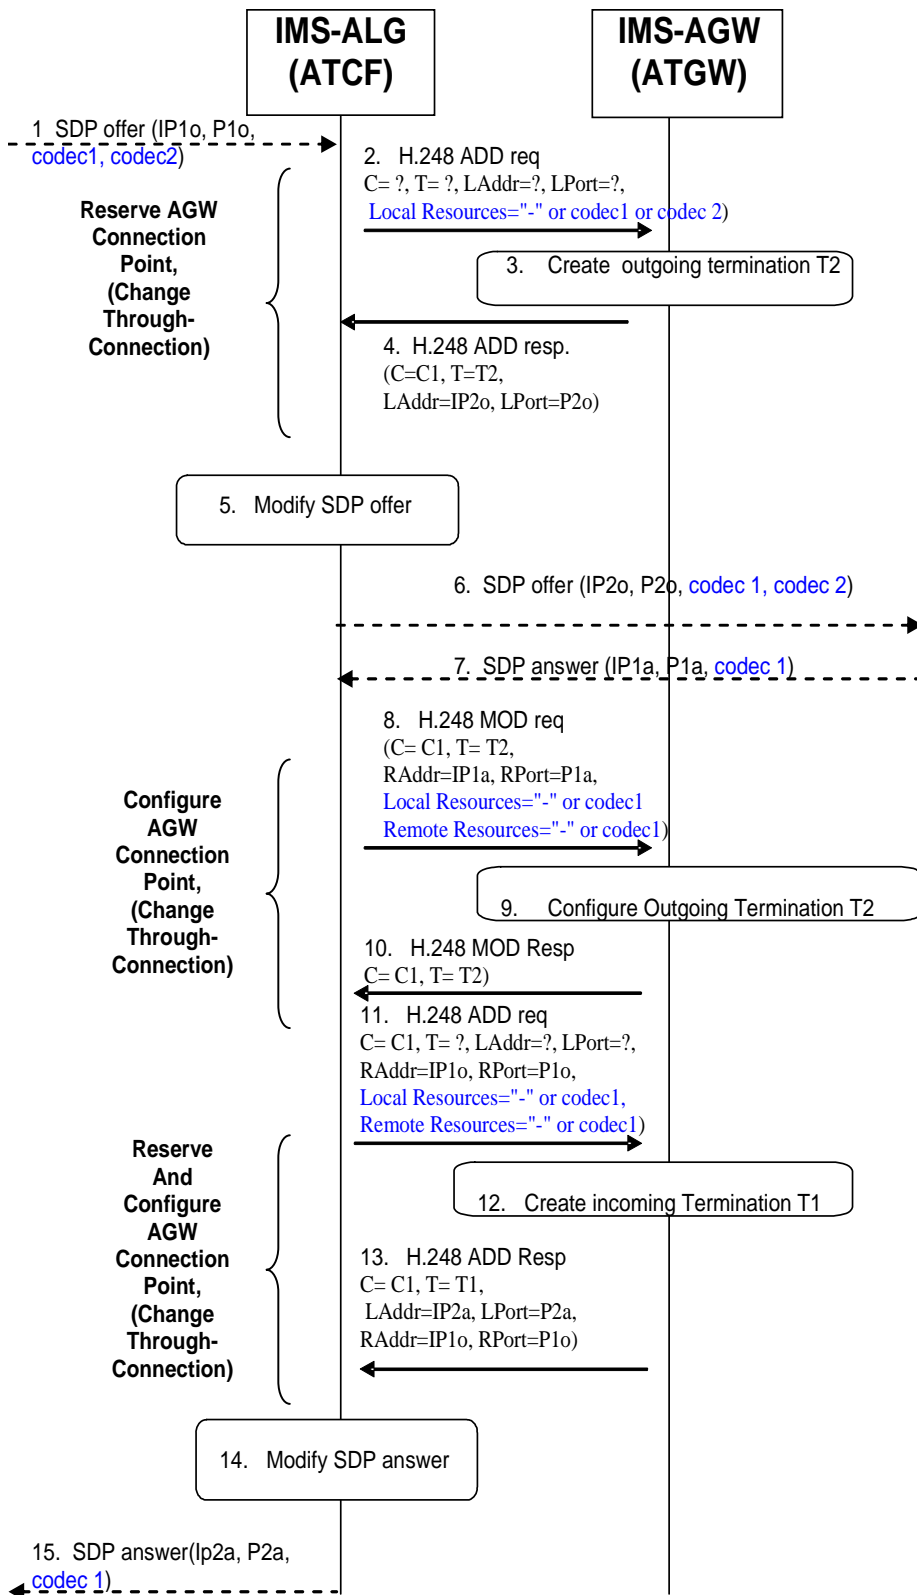 IMS-ALG
(ATCF)
IMS-AGW
(ATGW)
1 SDP offer (IP1o, P1o,
codec1, codec2)
2. H.248 ADD req
C= ?, T= ?, LAddr=?, LPort=?,
Local Resources="-" or codec1 or codec 2)
Reserve AGW
Connection
Point,
(Change
Through-
Connection)
3. Create outgoing termination T2
4. H.248 ADD resp.
(C=C1, T=T2,
LAddr=IP2o, LPort=P2o)
5. Modify SDP offer
6. SDP offer (IP2o, P2o, codec 1, codec 2)
7. SDP answer (IP1a, P1a, codec 1)
8. H.248 MOD req
(C= C1, T= T2,
RAddr=IP1a, RPort=P1a,
Local Resources="-" or codec1
Remote Resources="-" or codec1)
Configure
AGW
Connection
Point,
(Change
Through-
Connection)
9. Configure Outgoing Termination T2
10. H.248 MOD Resp
C= C1, T= T2)
11. H.248 ADD req
C= C1, T= ?, LAddr=?, LPort=?,
RAddr=IP1o, RPort=P1o,
Local Resources="-" or codec1,
Remote Resources="-" or codec1)
Reserve
And
Configure
AGW
Connection
Point,
(Change
Through-
Connection)
12. Create incoming Termination T1
13. H.248 ADD Resp
C= C1, T= T1,
LAddr=IP2a, LPort=P2a,
RAddr=IP1o, RPort=P1o)
14. Modify SDP answer
15. SDP answer(Ip2a, P2a,
codec 1)